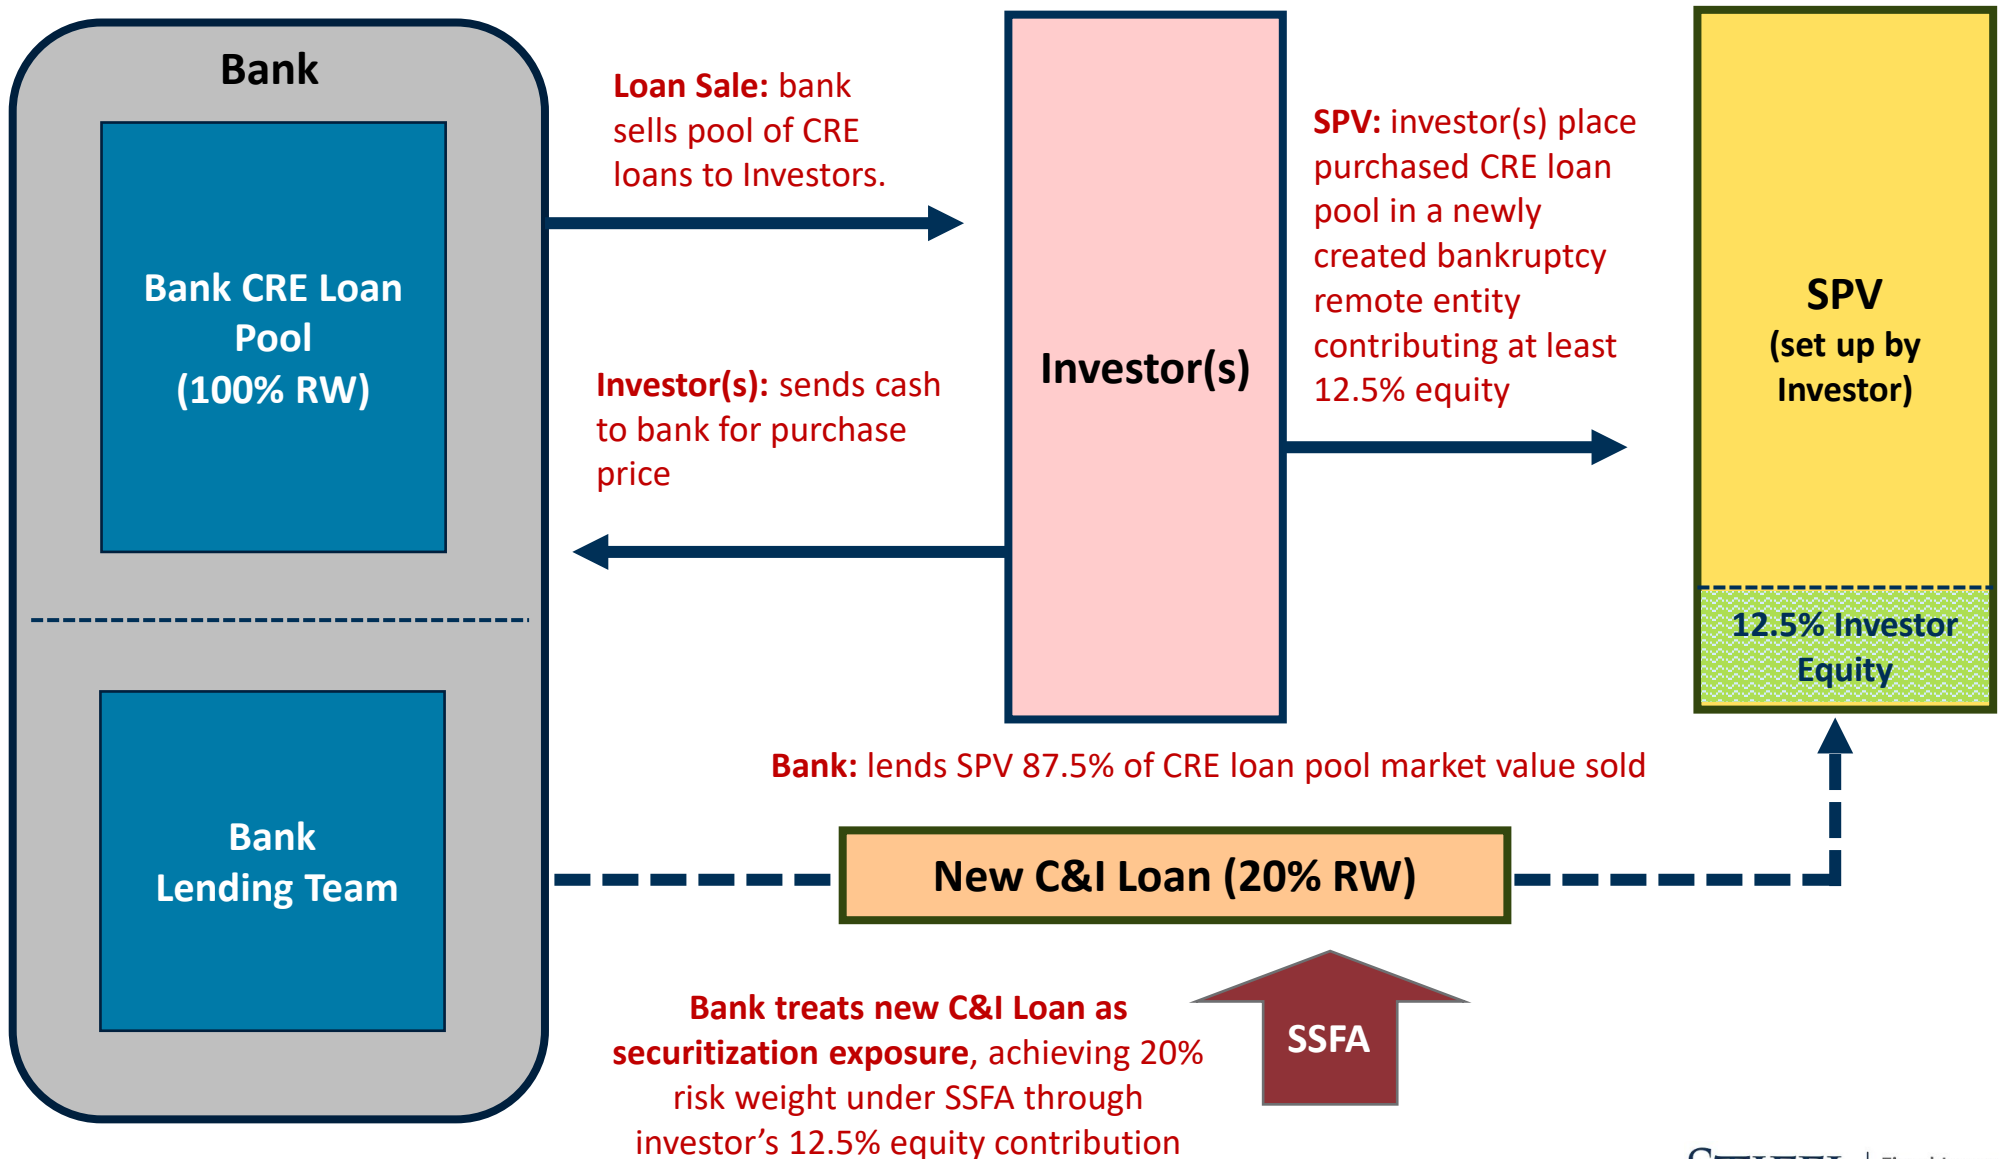 Bank
Bank CRE Loan
Pool
(100% RW)
Bank
Lending Team
Loan Sale: bank
sells pool of CRE
loans to Investors.
Investor(s): sends cash
to bank for purchase
price
Investor(s)
SPV: investor(s) place
purchased CRE loan
pool in a newly
created bankruptcy
remote entity
contributing at least
12.5% equity
SPV
(set up by
Investor)
12.5% Investor
Equity
Bank: lends SPV 87.5% of CRE loan pool market value sold
New C&I Loan (20% RW)
Bank treats new C&I Loan as
securitization exposure, achieving 20%
risk weight under SSFA through
investor's 12.5% equity contribution
SSFA